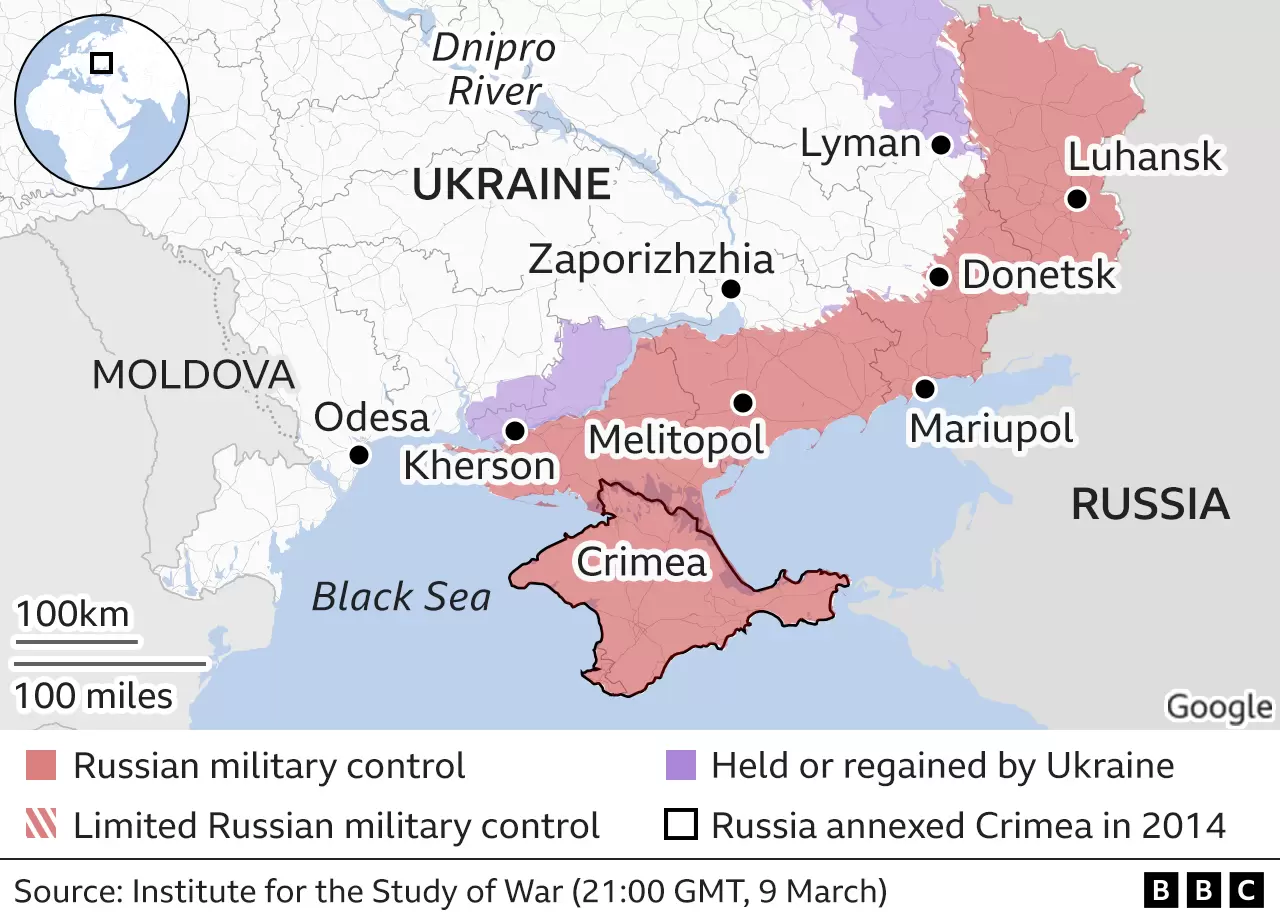 Dnipro
River
Lyman
Luhansk
UKRAINE
Zaporizhzhia
Donetsk
MOLDOVA
Odesa
Melitopol
Mariupol
Kherson
RUSSIA
Crimea
Black Sea
100km
100 miles
Google
Russian military control
Held or regained by Ukraine
Limited Russian military control
Russia annexed Crimea in 2014
Source: Institute for the Study of War (21:00 GMT, 9 March)
BBC